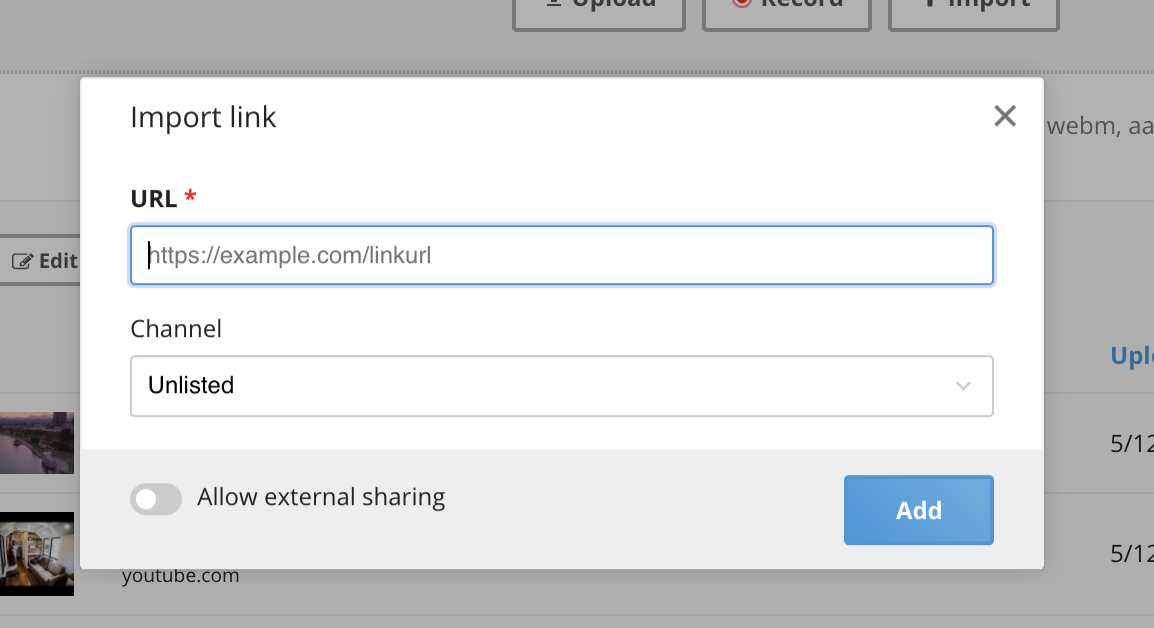 Upload Record Import
Import link
webm, aa
URL *
https://example.com/linkurl
Edit
Channel
Unlisted
Uplo
5/12
Allow external sharing
Add
5/12
youtube.com